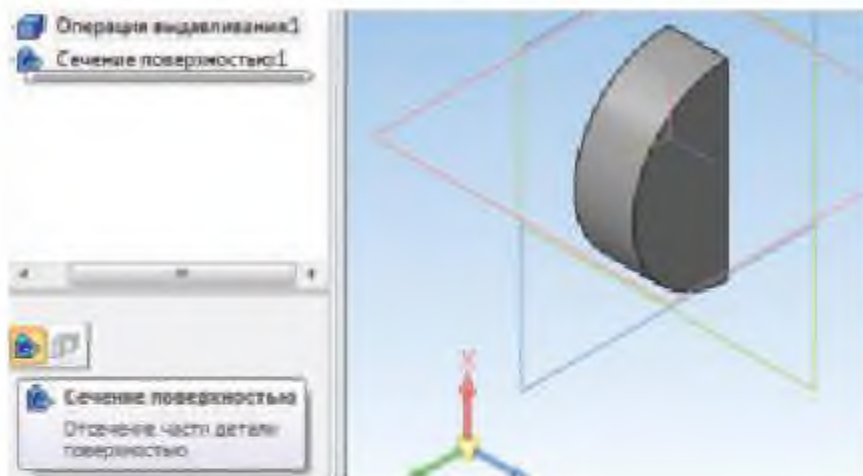 Операция выдавливания:1
Сечение поверхностью:1
Сечение поверхностью
Отсечение части детали
поверхностью
X